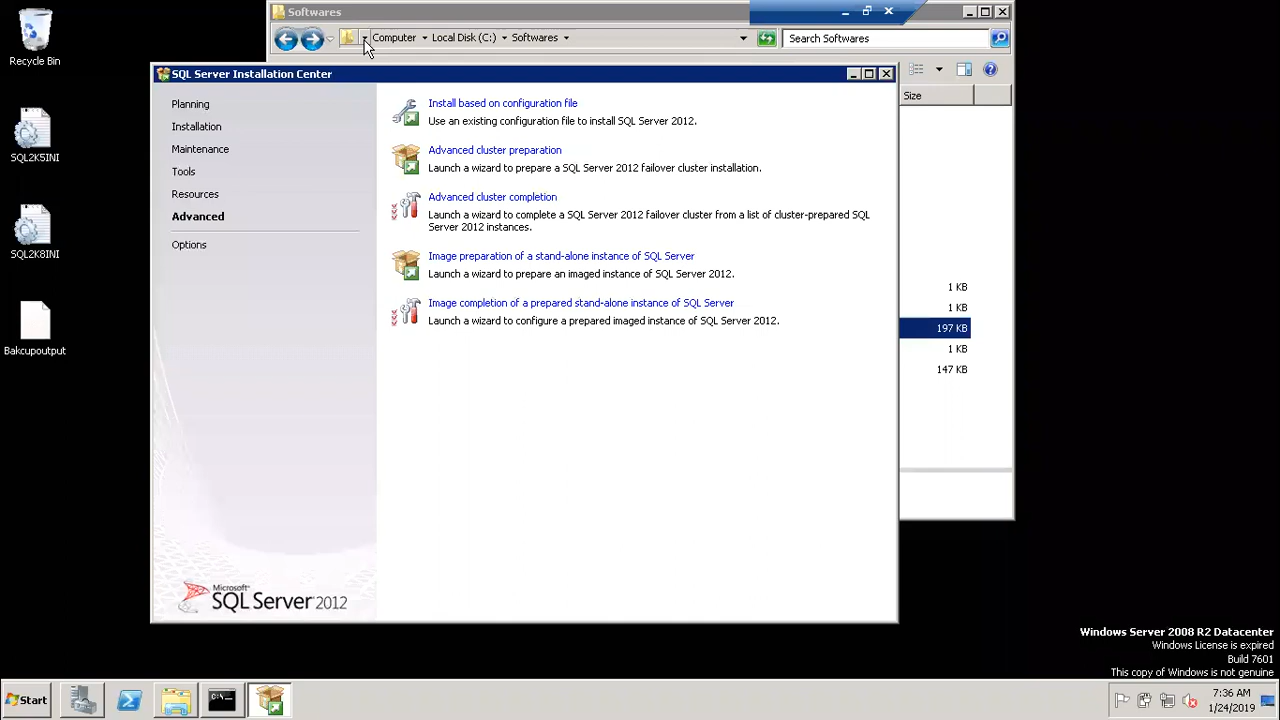 Recycle Bin
SQL2K5INI
SQL2K8INI
Bakcupoutput
Softwares
Computer Local Disk (C:) Softwares
Search Softwares
Size
1 KB
1 KB
197 KB
1 KB
147 KB
SQL Server Installation Center
Planning
Installation
Maintenance
Tools
Resources
Advanced
Options
Microsoft
SQL Server 2012
Install based on configuration file
Use an existing configuration file to install SQL Server 2012.
Advanced cluster preparation
Launch a wizard to prepare a SQL Server 2012 failover cluster installation.
Advanced cluster completion
Launch a wizard to complete a SQL Server 2012 failover cluster from a list of cluster-prepared SQL
Server 2012 instances.
Image preparation of a stand-alone instance of SQL Server
Launch a wizard to prepare an imaged instance of SQL Server 2012.
Image completion of a prepared stand-alone instance of SQL Server
Launch a wizard to configure a prepared imaged instance of SQL Server 2012.
Windows Server 2008 R2 Datacenter
Windows License is expired
Build 7601
This copy of Windows is not genuine
Start
C:\
7:36 AM
1/24/2019